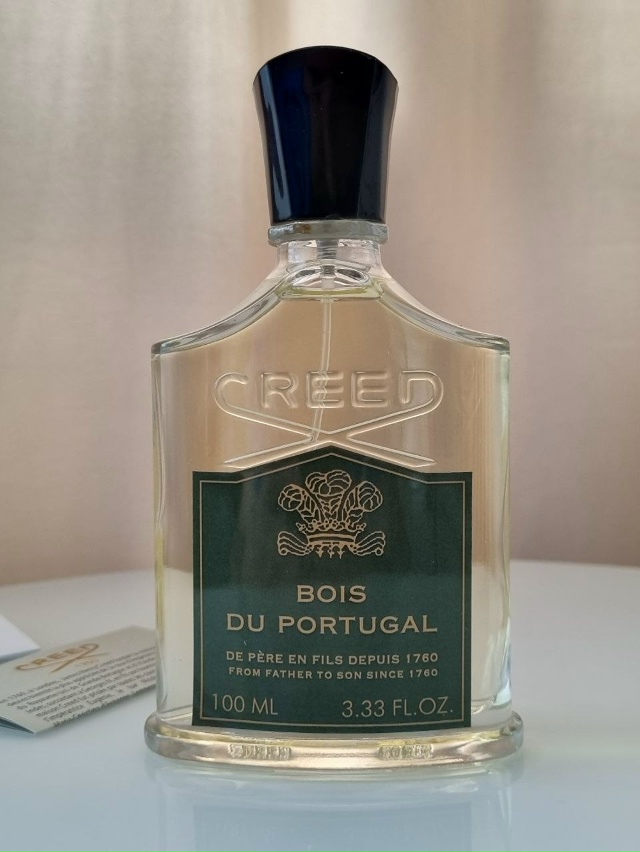 CREED
BOIS
DU PORTUGAL
DE PÈRE EN FILS DEPUIS 1760
FROM FATHER TO SON SINCE 1760
100 ML 3.33 FL.OZ.
CREED